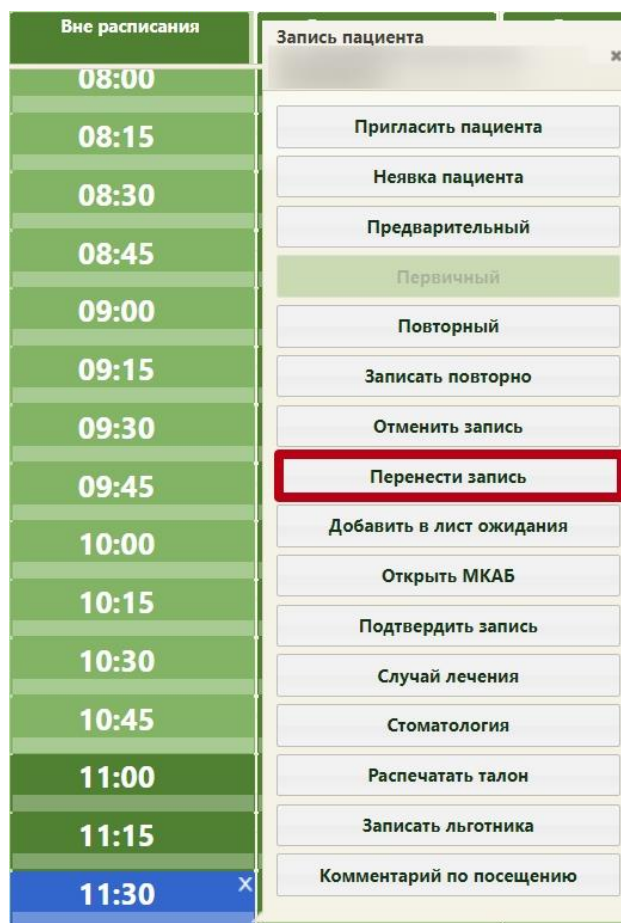 Вне расписания
08:00
08:15
08:30
08:45
09:00
09:15
09:30
09:45
10:00
10:15
10:30
10:45
11:00
11:15
11:30
x
Запись пациента
×
Пригласить пациента
Неявка пациента
Предварительный
Первичный
Повторный
Записать повторно
Отменить запись
Перенести запись
Добавить в лист ожидания
Открыть МКАБ
Подтвердить запись
Случай лечения
Стоматология
Распечатать талон
Записать льготника
Комментарий по посещению